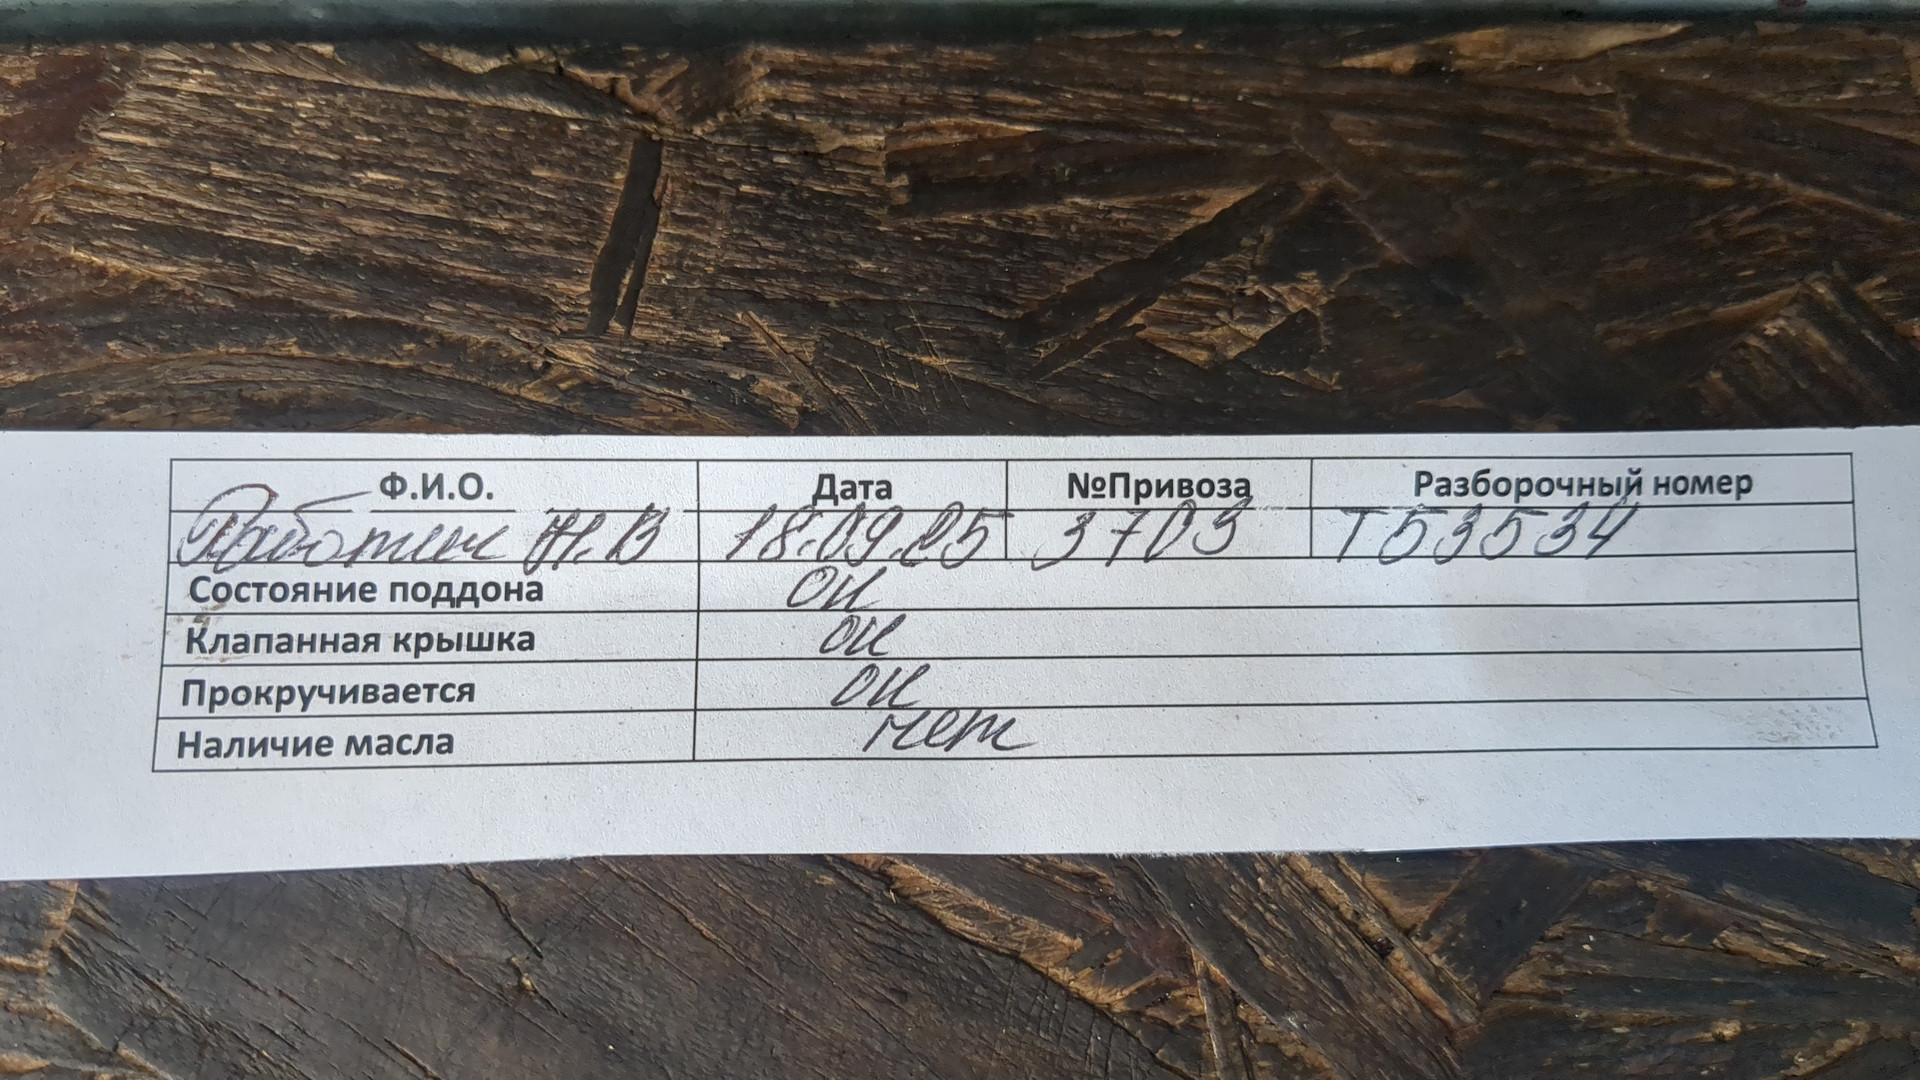 Ф.И.О. Дата №Привоза Разборочный номер
Н.В 18.09.25 3703 Т53534
Состояние поддона ок
Клапанная крышка ок
Прокручивается ок
Наличие масла нет